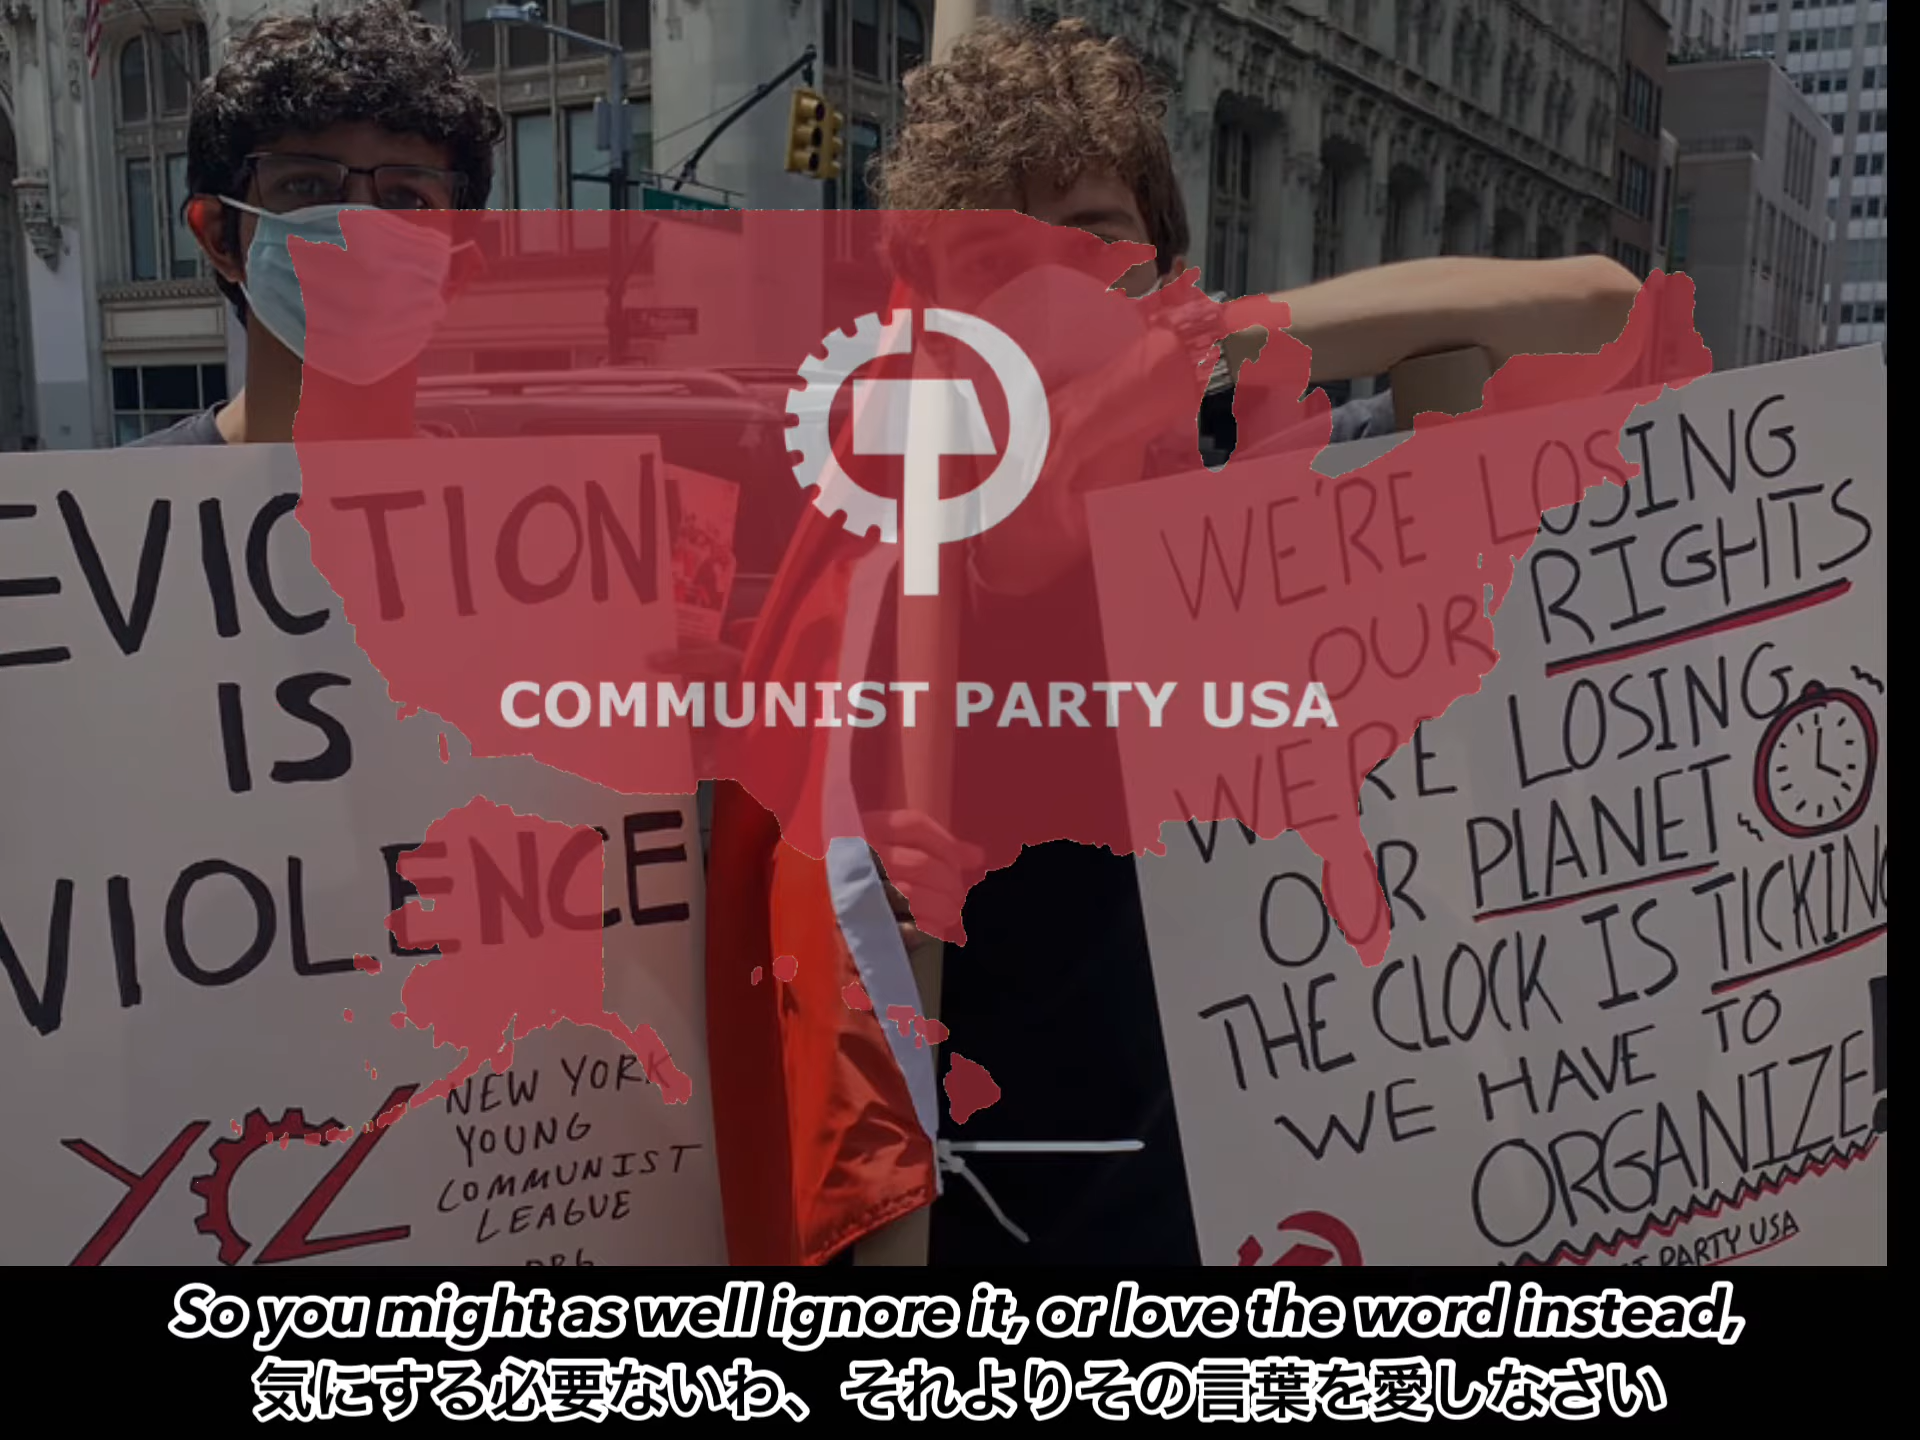 EVICTION
IS
VIOLENCE
YCL
NEW YORK
YOUNG
COMMUNIST
LEAGUE
.ORG
COMMUNIST PARTY USA
WE'RE LOSING
OUR RIGHTS
WE'RE LOSING
OUR PLANET
THE CLOCK IS TICKING
WE HAVE TO
ORGANIZE!
PARTY USA
So you might as well ignore it, or love the word instead,
気にする必要ないわ、それよりその言葉を愛しなさい